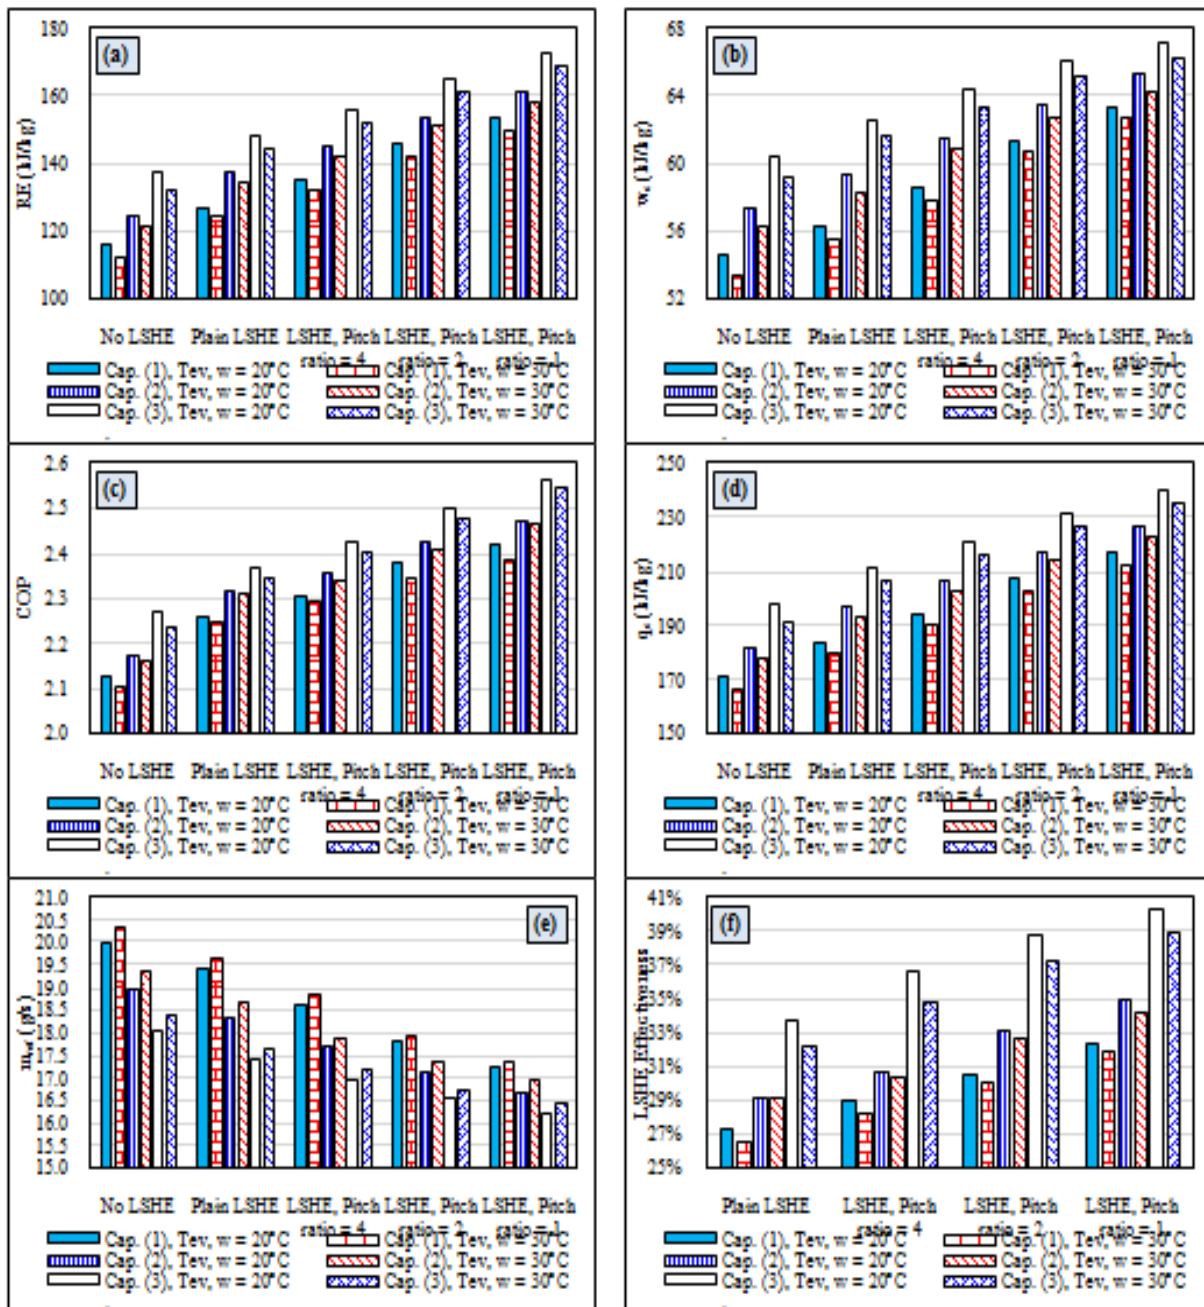 (a)
RE (kJ/kg)
180
160
140
120
100
No LSHE Plain LSHE LSHE, Pitch LSHE, Pitch LSHE, Pitch
ratio = 4 ratio = 2 ratio = 1
Cap. (1), Tev, w = 20°C Cap. (1), Tev, w = 30°C
Cap. (2), Tev, w = 20°C Cap. (2), Tev, w = 30°C
Cap. (3), Tev, w = 20°C Cap. (3), Tev, w = 30°C
(b)
(kJ/kg)
68
64
60
56
52
No LSHE Plain LSHE LSHE, Pitch LSHE, Pitch LSHE, Pitch
ratio = 4 ratio = 2 ratio = 1
Cap. (1), Tev, w = 20°C Cap. (1), Tev, w = 30°C
Cap. (2), Tev, w = 20°C Cap. (2), Tev, w = 30°C
Cap. (3), Tev, w = 20°C Cap. (3), Tev, w = 30°C
(c)
COP
2.6
2.5
2.4
2.3
2.2
2.1
2.0
No LSHE Plain LSHE LSHE, Pitch LSHE, Pitch LSHE, Pitch
ratio = 4 ratio = 2 ratio = 1
Cap. (1), Tev, w = 20°C Cap. (1), Tev, w = 30°C
Cap. (2), Tev, w = 20°C Cap. (2), Tev, w = 30°C
Cap. (3), Tev, w = 20°C Cap. (3), Tev, w = 30°C
(d)
(kJ/kg)
250
230
210
190
170
150
No LSHE Plain LSHE LSHE, Pitch LSHE, Pitch LSHE, Pitch
ratio = 4 ratio = 2 ratio = 1
Cap. (1), Tev, w = 20°C Cap. (1), Tev, w = 30°C
Cap. (2), Tev, w = 20°C Cap. (2), Tev, w = 30°C
Cap. (3), Tev, w = 20°C Cap. (3), Tev, w = 30°C
(e)
(g/s)
21.0
20.5
20.0
19.5
19.0
18.5
18.0
17.5
17.0
16.5
16.0
15.5
15.0
No LSHE Plain LSHE LSHE, Pitch LSHE, Pitch LSHE, Pitch
ratio = 4 ratio = 2 ratio = 1
Cap. (1), Tev, w = 20°C Cap. (1), Tev, w = 30°C
Cap. (2), Tev, w = 20°C Cap. (2), Tev, w = 30°C
Cap. (3), Tev, w = 20°C Cap. (3), Tev, w = 30°C
(f)
LSHE Effectiveness
41%
39%
37%
35%
33%
31%
29%
27%
25%
Plain LSHE LSHE, Pitch LSHE, Pitch LSHE, Pitch
ratio = 4 ratio = 2 ratio = 1
Cap. (1), Tev, w = 20°C Cap. (1), Tev, w = 30°C
Cap. (2), Tev, w = 20°C Cap. (2), Tev, w = 30°C
Cap. (3), Tev, w = 20°C Cap. (3), Tev, w = 30°C